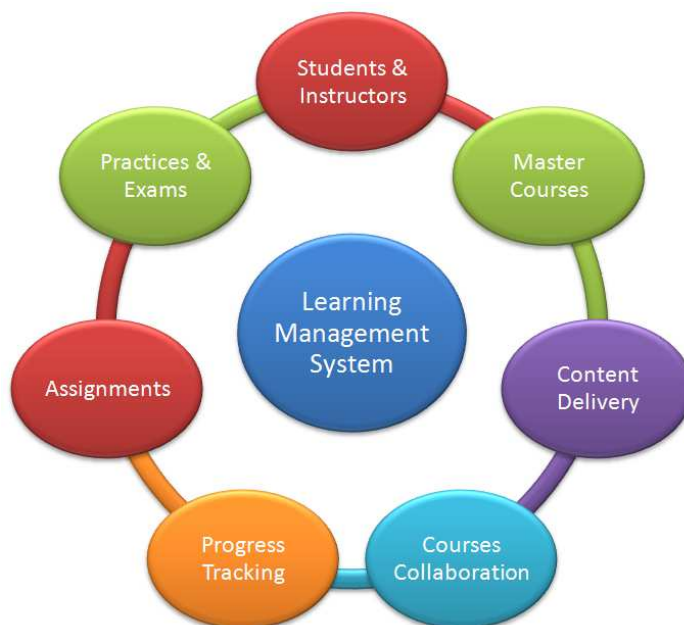 Students &
Instructors
Master
Courses
Content
Delivery
Courses
Collaboration
Progress
Tracking
Assignments
Practices &
Exams
Learning
Management
System